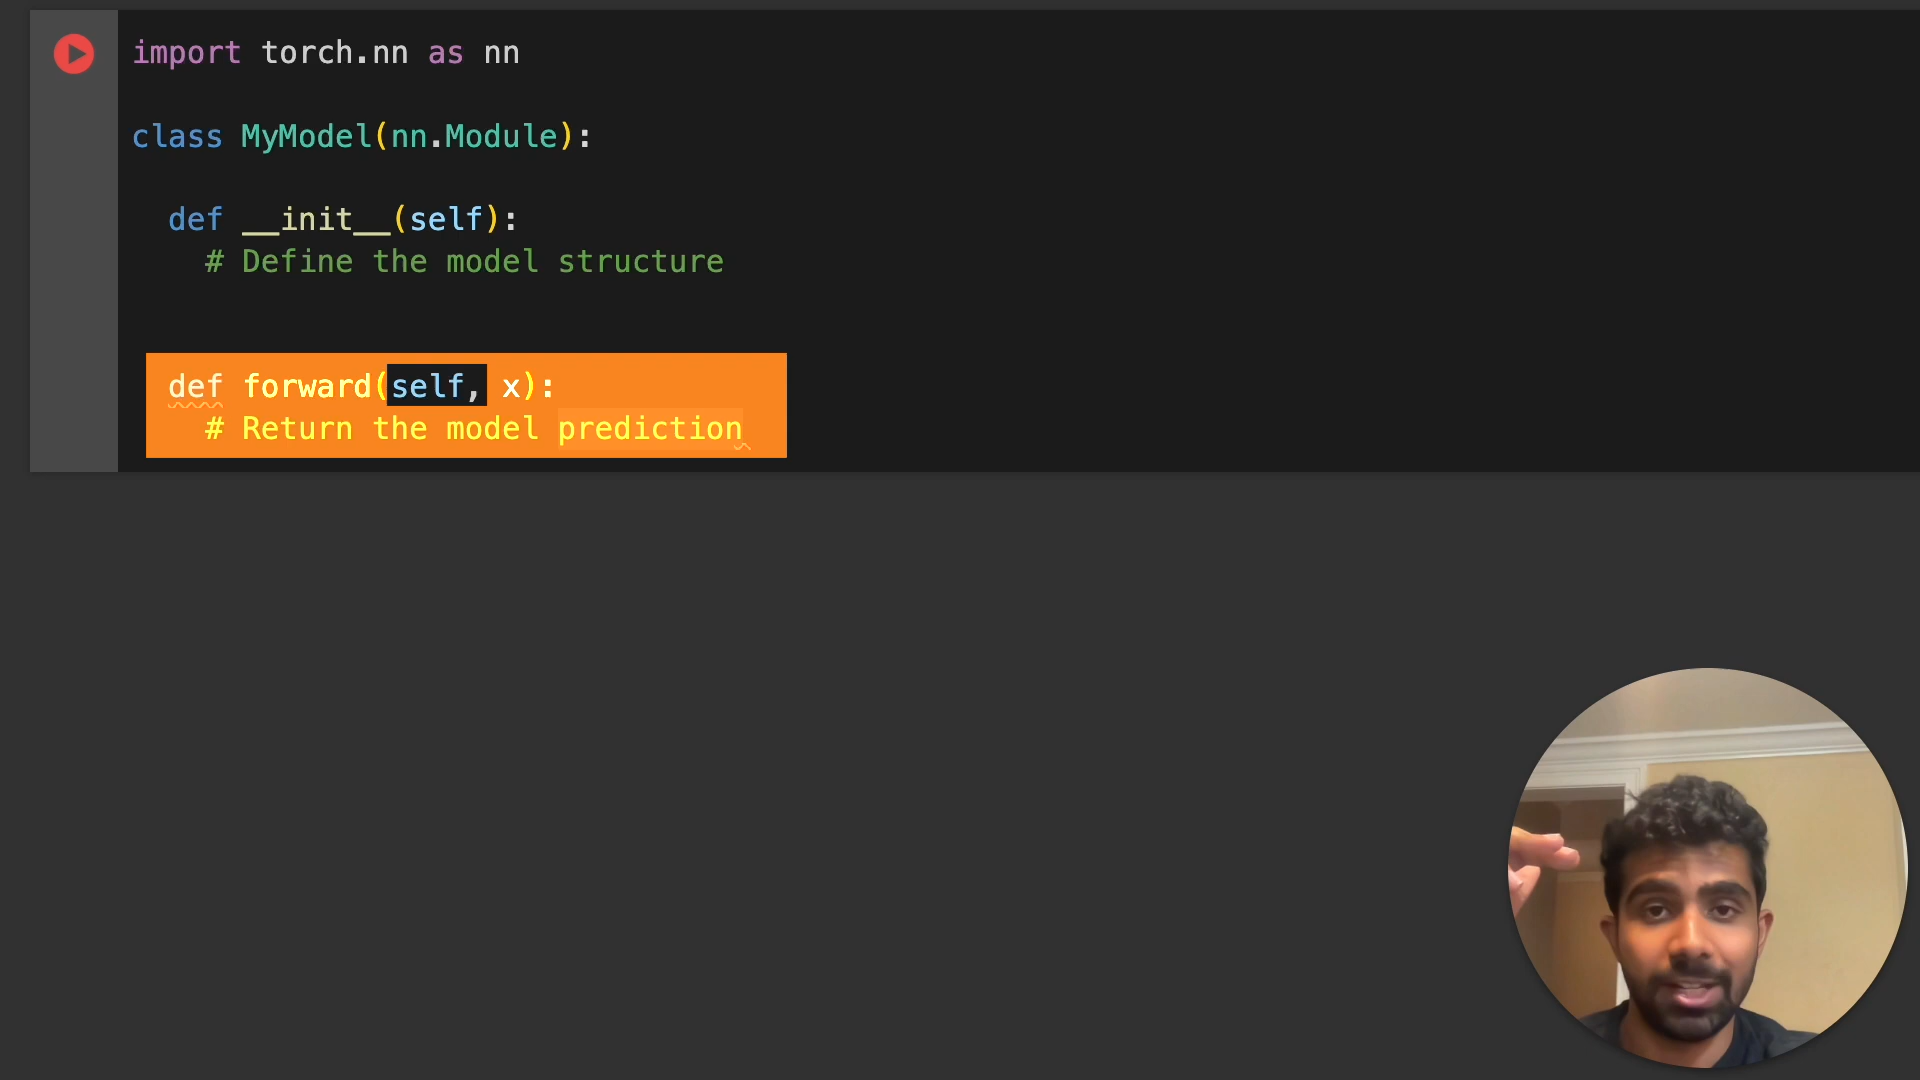 import torch.nn as nn
class MyModel(nn.Module):
def __init__(self):
# Define the model structure
def forward(self, x):
# Return the model prediction